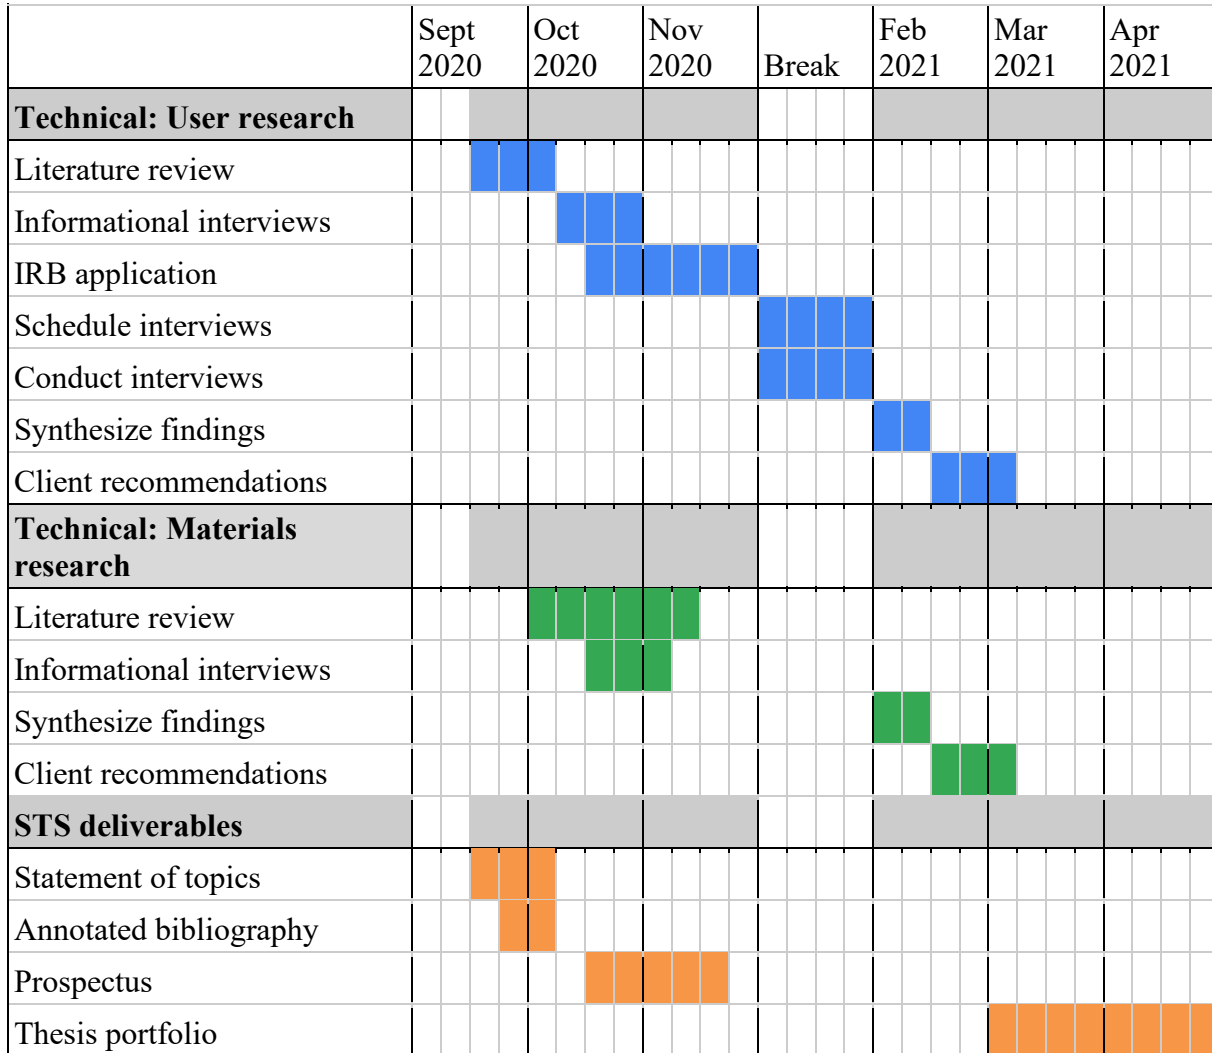 Sept Oct Nov Feb Mar Apr
2020 2020 2020 Break 2021 2021 2021
Technical: User research
Literature review
Informational interviews
IRB application
Schedule interviews
Conduct interviews
Synthesize findings
Client recommendations
Technical: Materials
research
Literature review
Informational interviews
Synthesize findings
Client recommendations
STS deliverables
Statement of topics
Annotated bibliography
Prospectus
Thesis portfolio